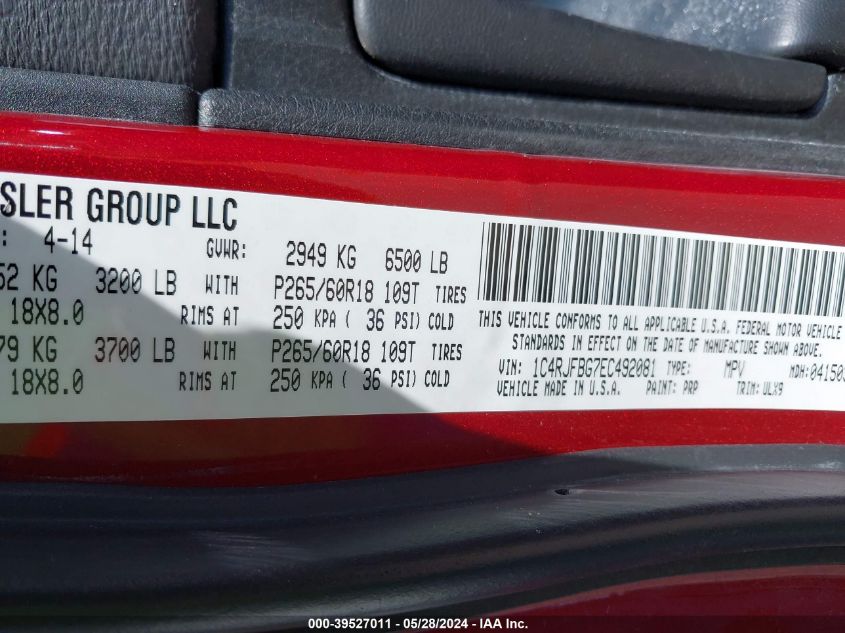 SLER GROUP LLC
: 4-14 GVWR: 2949 KG 6500 LB
52 KG 3200 LB WITH P265/60R18 109T TIRES
18X8.0 RIMS AT 250 KPA ( 36 PSI) COLD
79 KG 3700 LB WITH P265/60R18 109T TIRES
18X8.0 RIMS AT 250 KPA ( 36 PSI) COLD
THIS VEHICLE CONFORMS TO ALL APPLICABLE U.S.A. FEDERAL MOTOR VEHICLE
STANDARDS IN EFFECT ON THE DATE OF MANUFACTURE SHOWN ABOVE.
VIN: 1C4RJFBG7EC492081 TYPE: MPV MDH:041503
VEHICLE MADE IN U.S.A. PAINT: PRP TRIM: ULX9
000-39527011 - 05/28/2024 - IAA Inc.